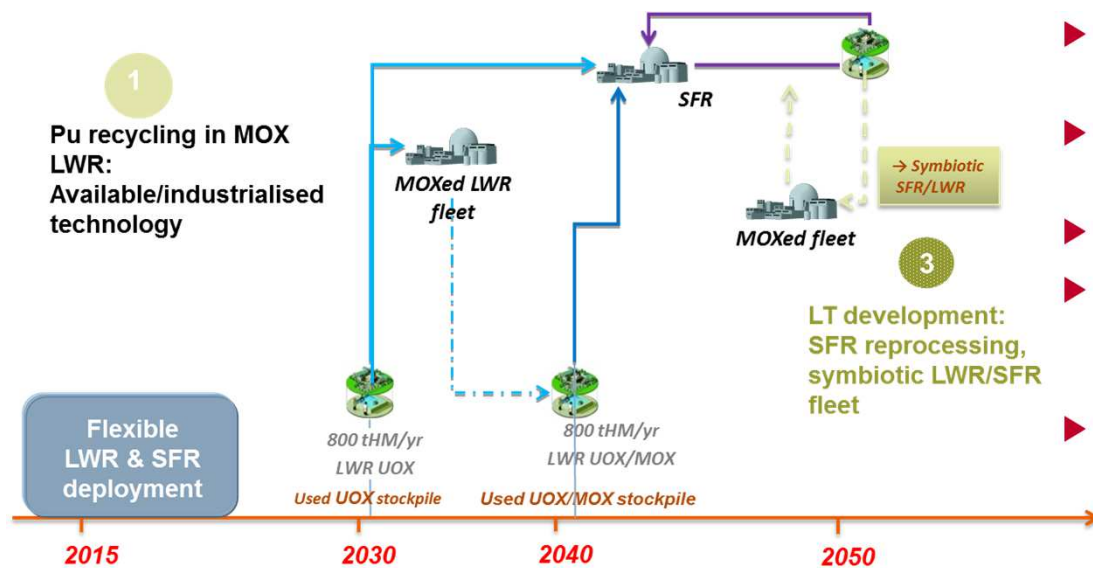 1
Pu recycling in MOX
LWR:
Available/industrialised
technology
SFR
MOXed LWR
fleet
→ Symbiotic
SFR/LWR
MOXed fleet
3
LT development:
SFR reprocessing,
symbiotic LWR/SFR
fleet
Flexible
LWR & SFR
deployment
800 tHM/yr
LWR UOX
Used UOX stockpile
800 tHM/yr
LWR UOX/MOX
Used UOX/MOX stockpile
2015
2030
2040
2050